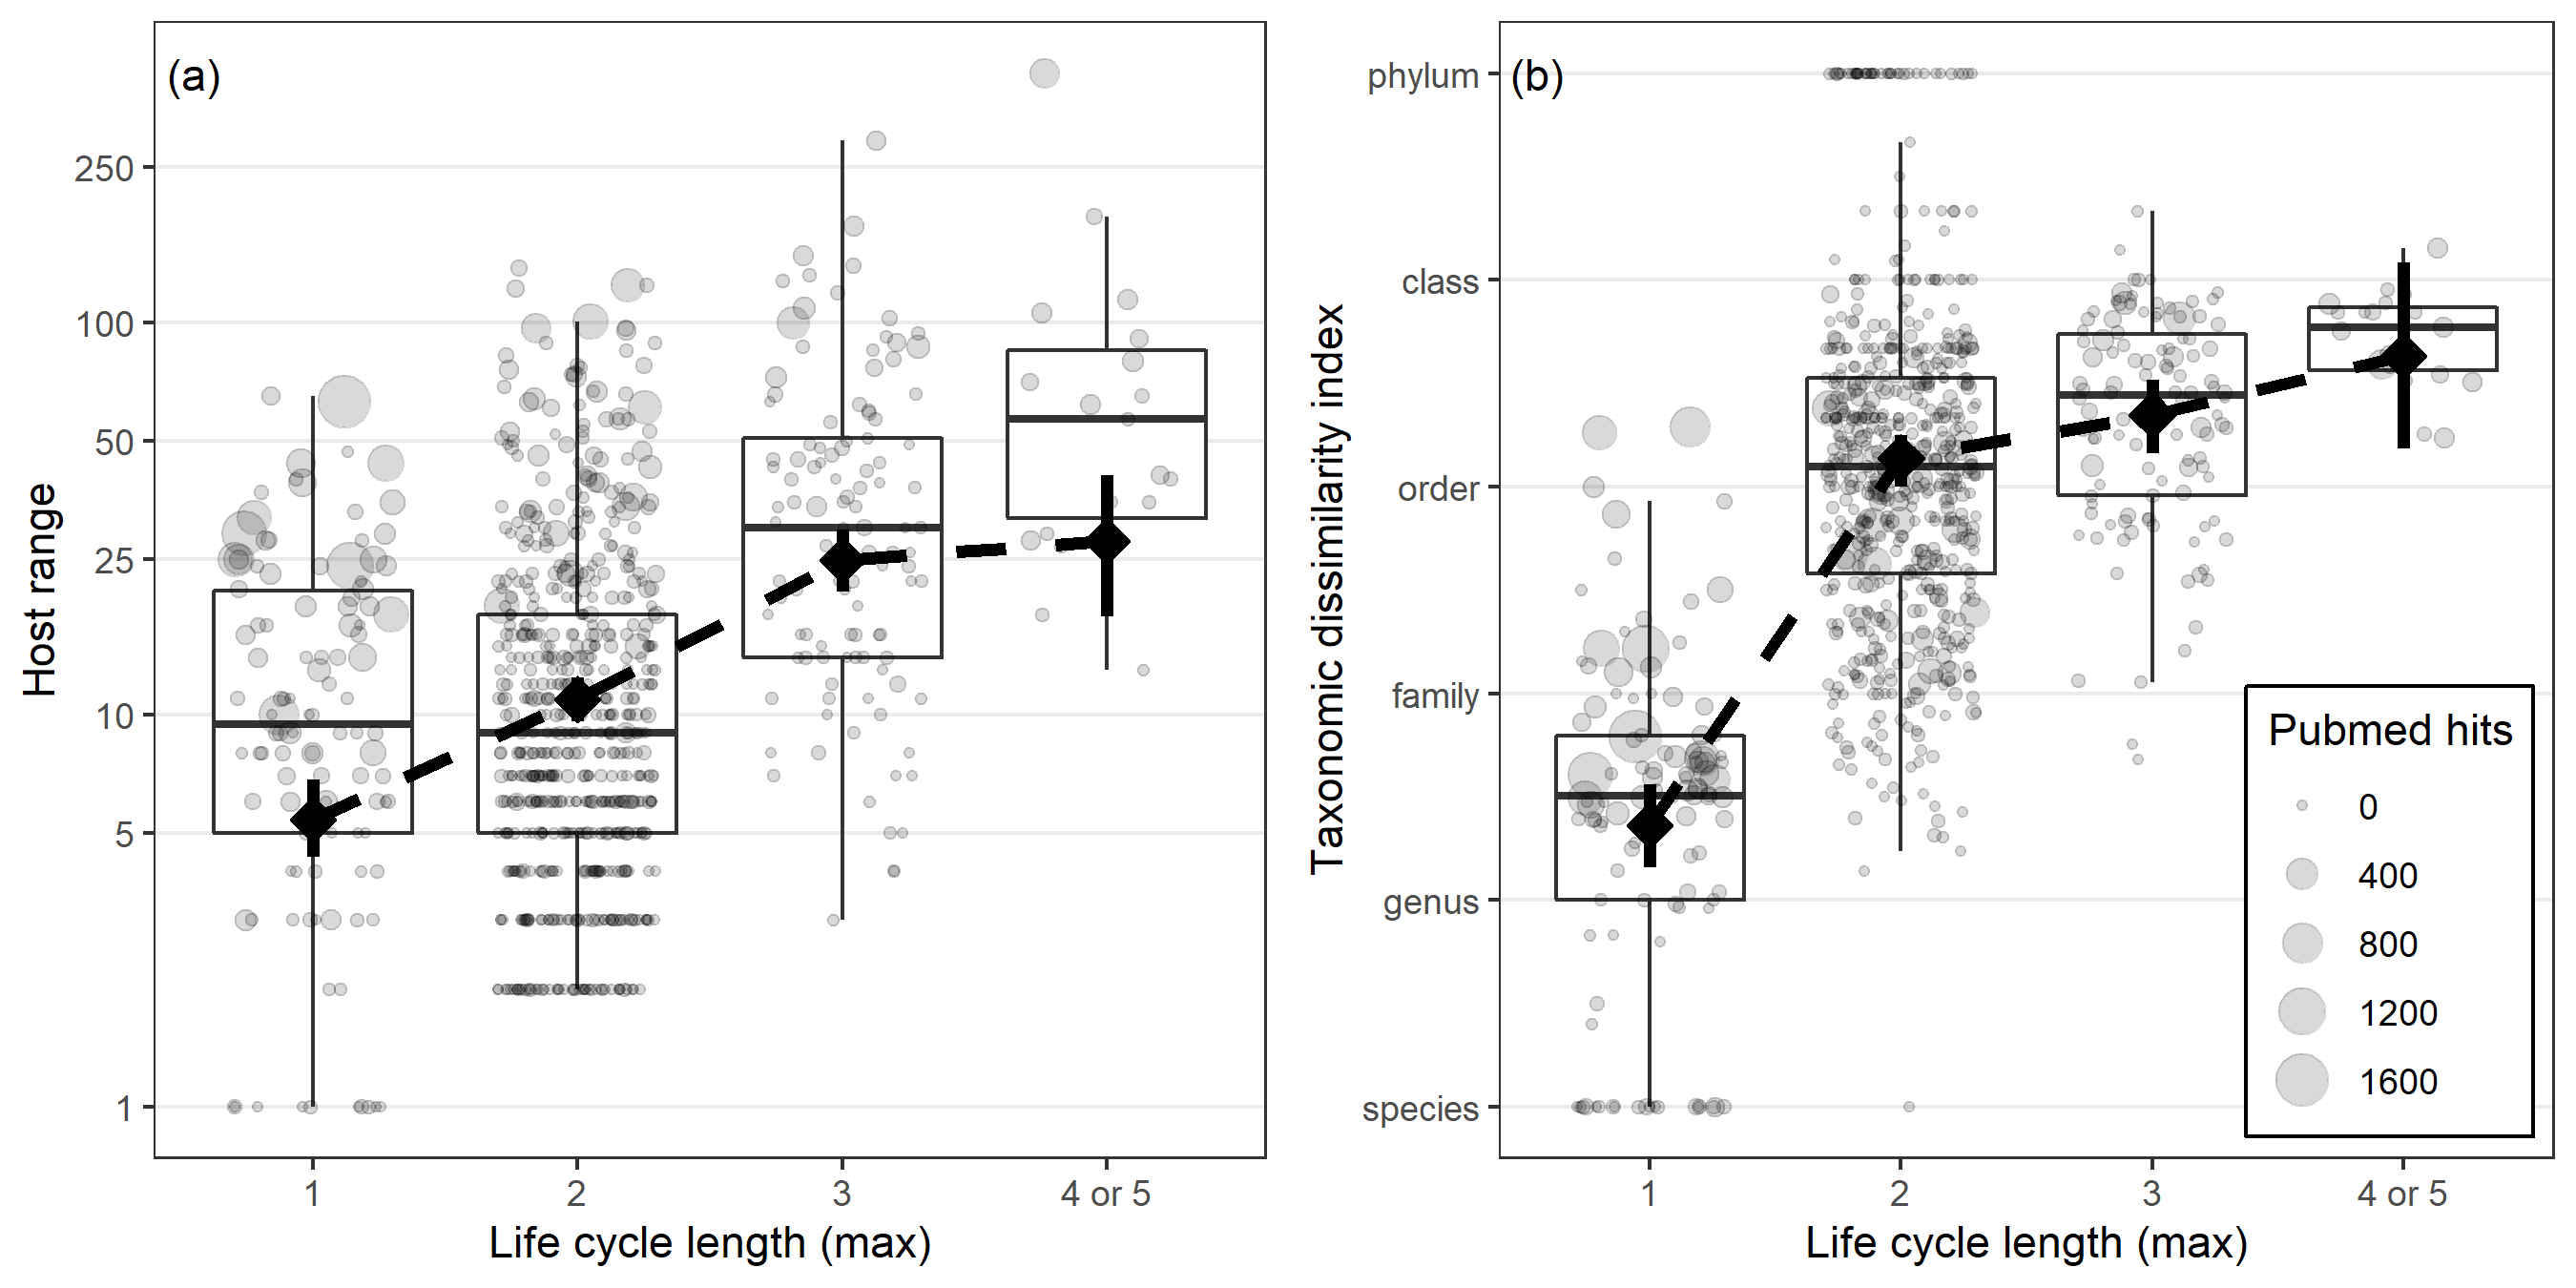 (a)
Host range
250
100
50
25
10
5
1
1
2
3
4 or 5
Life cycle length (max)
(b)
Taxonomic dissimilarity index
phylum
class
order
family
genus
species
1
2
3
4 or 5
Life cycle length (max)
Pubmed hits
0
400
800
1200
1600